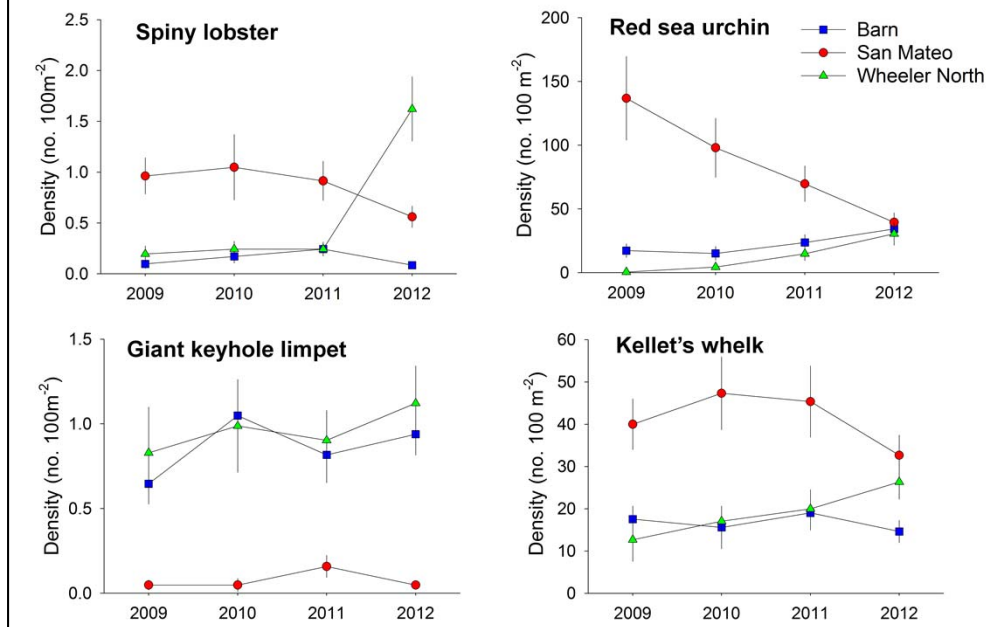 Spiny lobster
Density (no. 100m-2)
2.5
2.0
1.5
1.0
0.5
0.0
2009 2010 2011 2012
Red sea urchin
Barn
San Mateo
Wheeler North
Density (no. 100 m-2)
200
150
100
50
0
2009 2010 2011 2012
Giant keyhole limpet
Density (no. 100m-2)
1.5
1.0
0.5
0.0
2009 2010 2011 2012
Kellet's whelk
Density (no. 100 m-2)
60
50
40
30
20
10
0
2009 2010 2011 2012